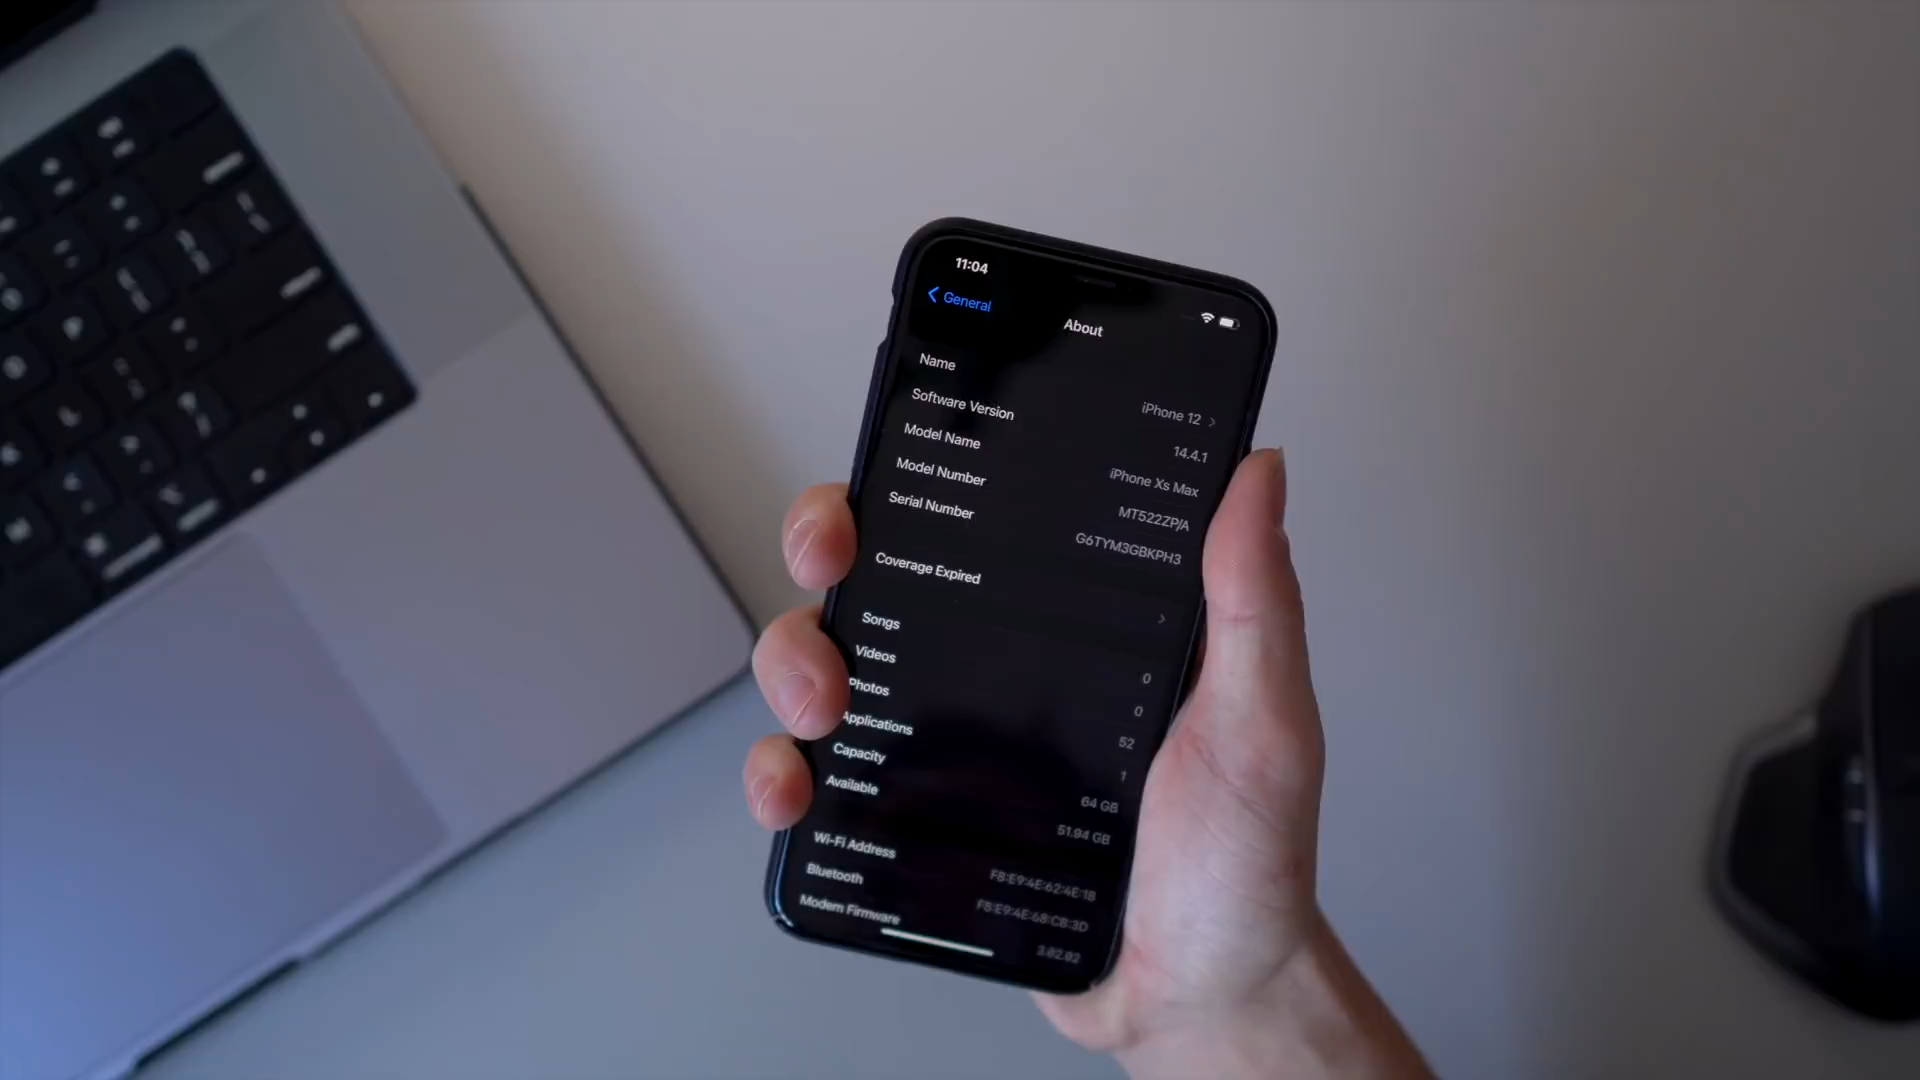 11:04
General
About
Name
iPhone 12
Software Version
14.4.1
Model Name
iPhone Xs Max
Model Number
MT522ZP/A
Serial Number
G6TYM3GBKPH3
Coverage Expired
Songs
0
Videos
0
Photos
52
Applications
1
Capacity
64 GB
Available
51.94 GB
Wi-Fi Address
F8:E9:4E:62:4E:1B
Bluetooth
F8:E9:4E:68:CB:3D
Modem Firmware
3.02.02